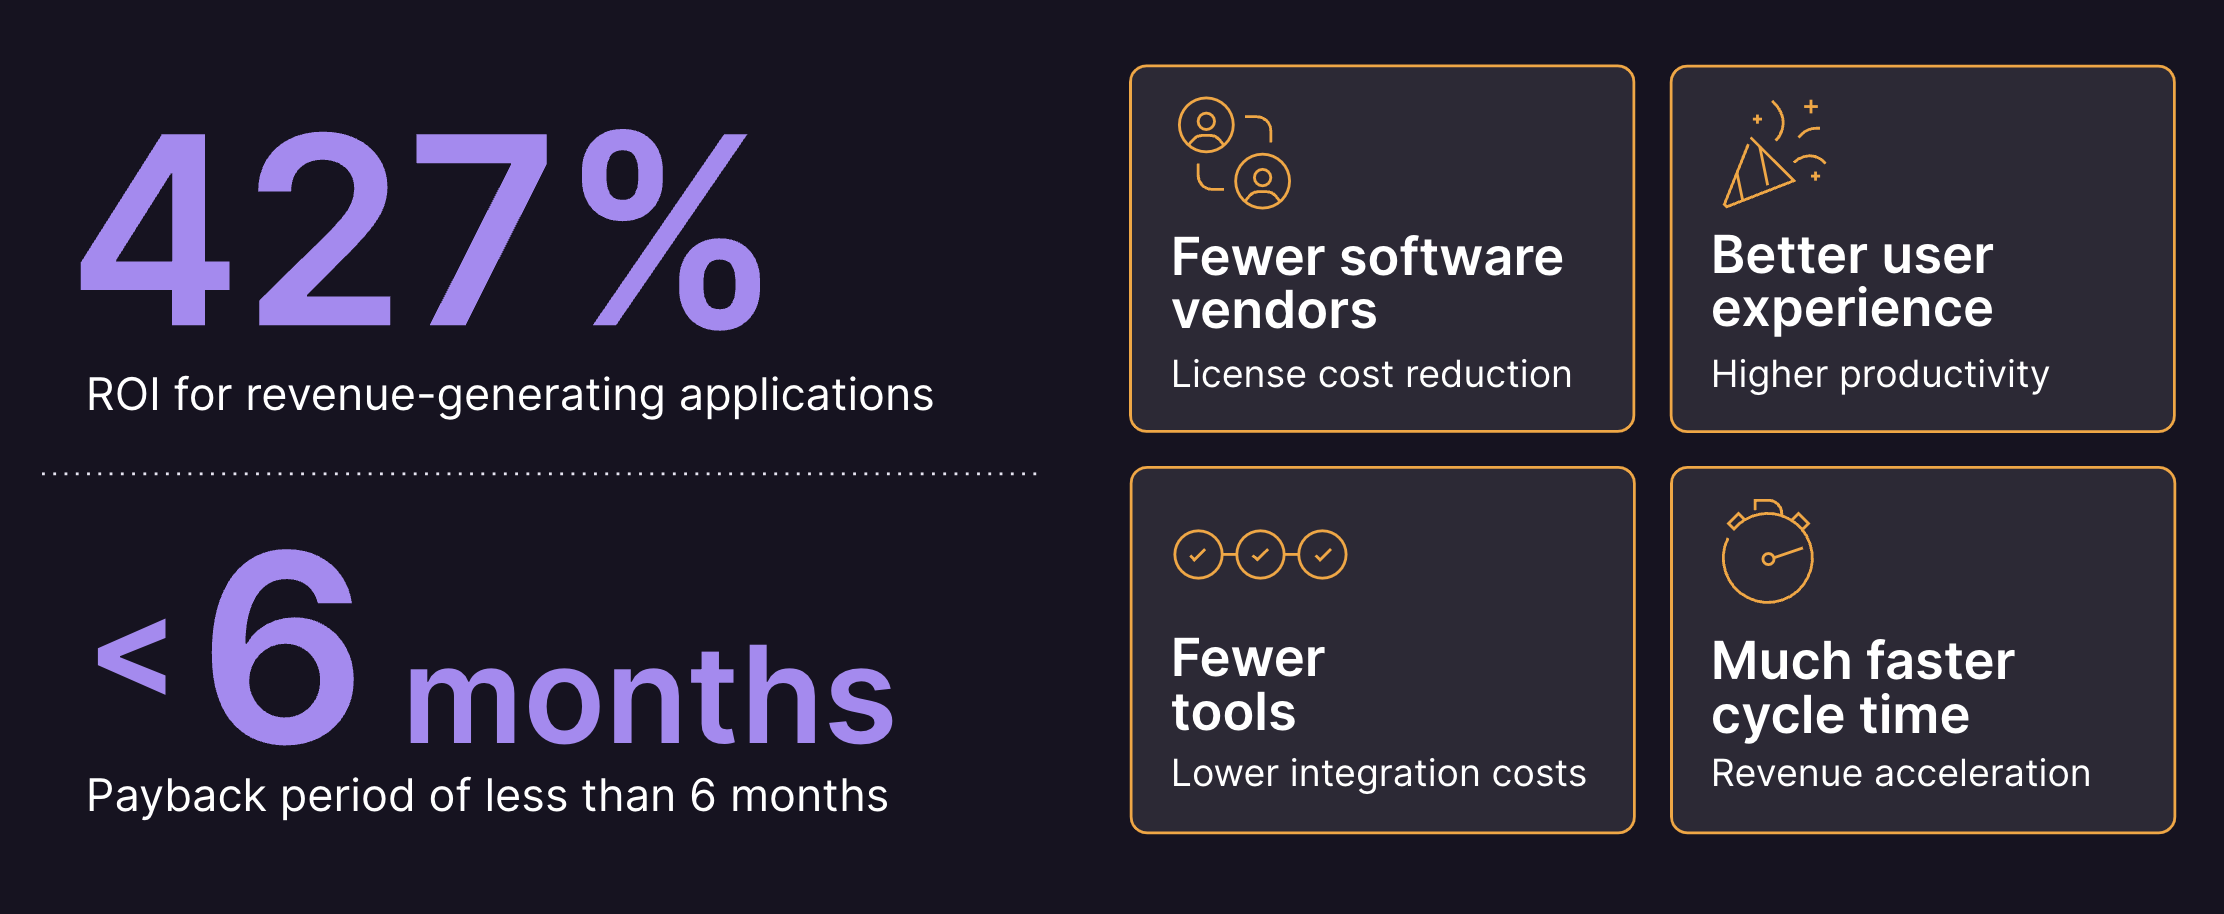 427%
ROI for revenue-generating applications
<6 months
Payback period of less than 6 months
Fewer software
vendors
License cost reduction
Better user
experience
Higher productivity
Fewer
tools
Lower integration costs
Much faster
cycle time
Revenue acceleration